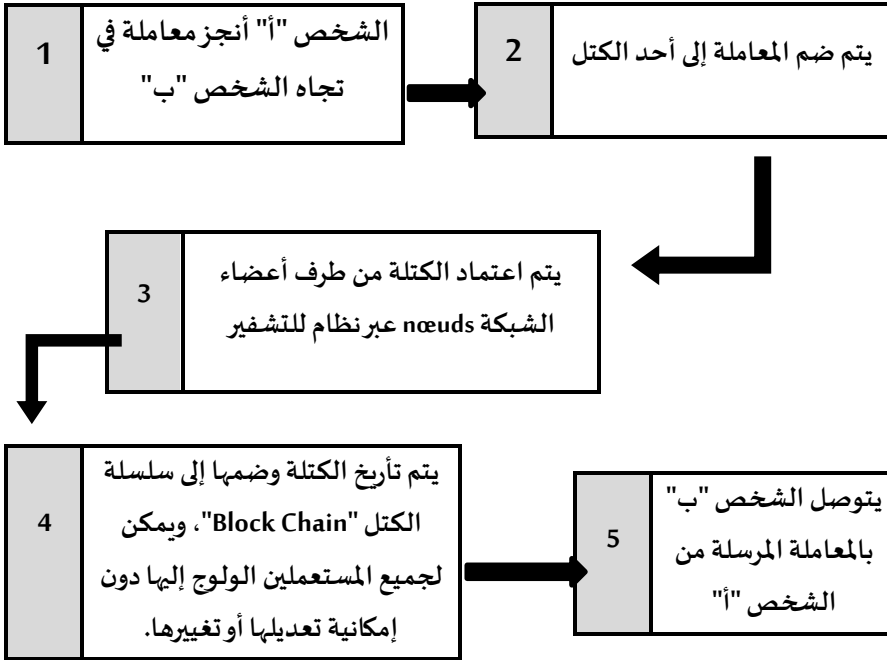 1
الشخص "أ" أنجز معاملة في
تجاه الشخص "ب"
2
يتم ضم المعاملة إلى أحد الكتل
3
يتم اعتماد الكتلة من طرف أعضاء
الشبكة nœuds عبر نظام للتشفير
4
يتم تأريخ الكتلة وضمها إلى سلسلة
الكتل "Block Chain"، ويمكن
لجميع المستعملين الولوج إليها دون
إمكانية تعديلها أو تغييرها.
5
يتوصل الشخص "ب"
بالمعاملة المرسلة من
الشخص "أ"